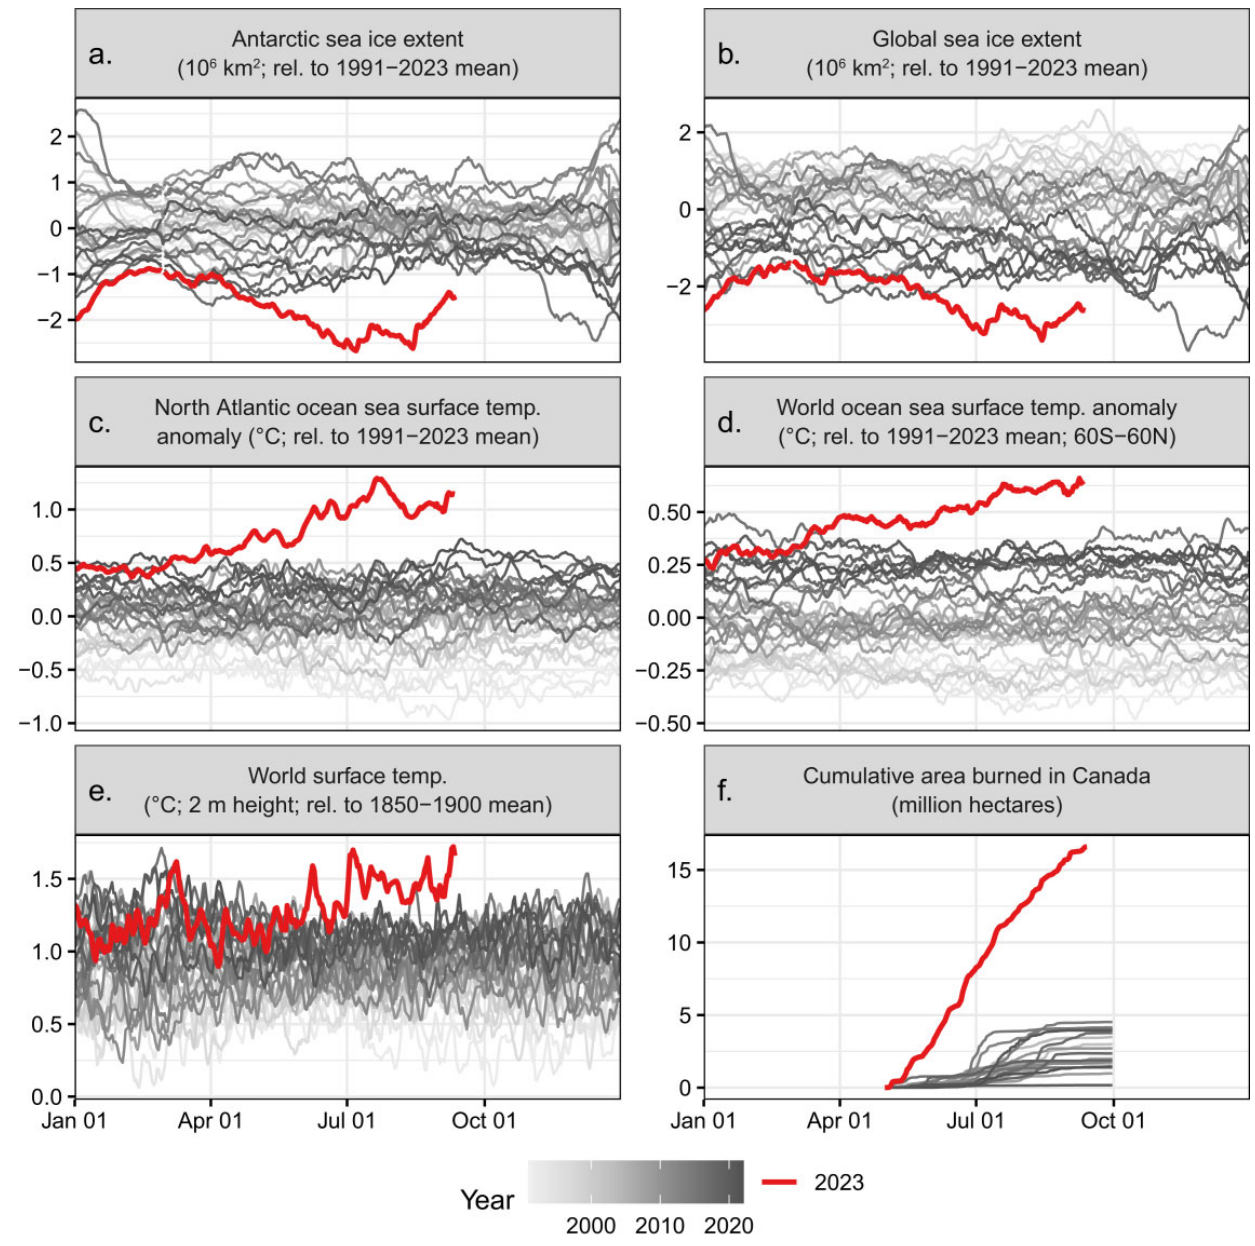 a.
Antarctic sea ice extent
(10⁶ km²; rel. to 1991−2023 mean)
2
1
0
−1
−2
b.
Global sea ice extent
(10⁶ km²; rel. to 1991−2023 mean)
2
0
−2
c.
North Atlantic ocean sea surface temp.
anomaly (°C; rel. to 1991−2023 mean)
1.0
0.5
0.0
−0.5
−1.0
d.
World ocean sea surface temp. anomaly
(°C; rel. to 1991−2023 mean; 60S−60N)
0.50
0.25
0.00
−0.25
−0.50
e.
World surface temp.
(°C; 2 m height; rel. to 1850−1900 mean)
1.5
1.0
0.5
0.0
Jan 01 Apr 01 Jul 01 Oct 01
f.
Cumulative area burned in Canada
(million hectares)
15
10
5
0
Jan 01 Apr 01 Jul 01 Oct 01
Year
2000 2010 2020
2023